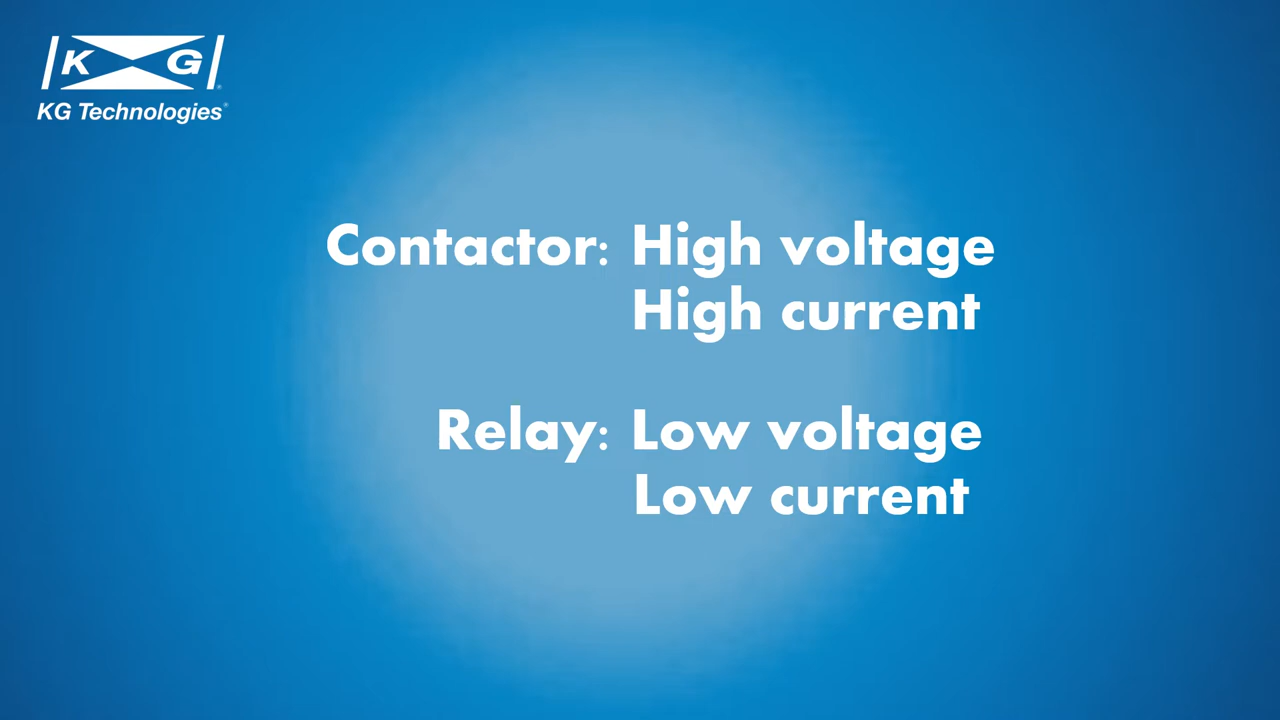 K G
KG Technologies®
Contactor: High voltage
High current
Relay: Low voltage
Low current